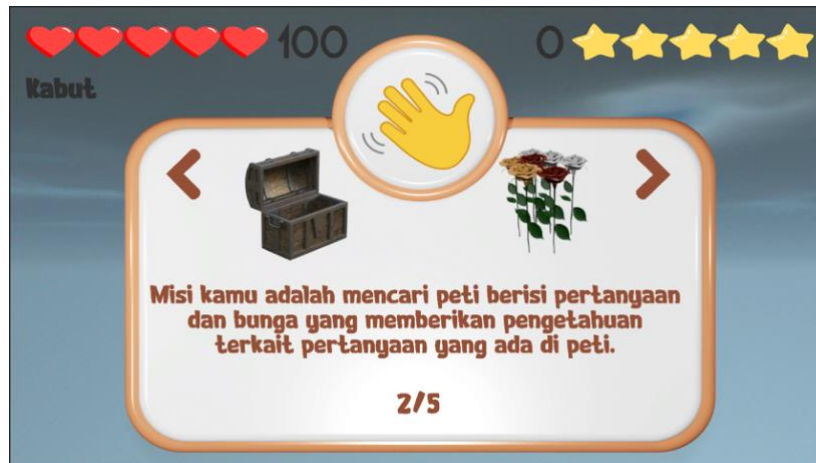 100
0
Kabut
Misi kamu adalah mencari peti berisi pertanyaan
dan bunga yang memberikan pengetahuan
terkait pertanyaan yang ada di peti.
2/5